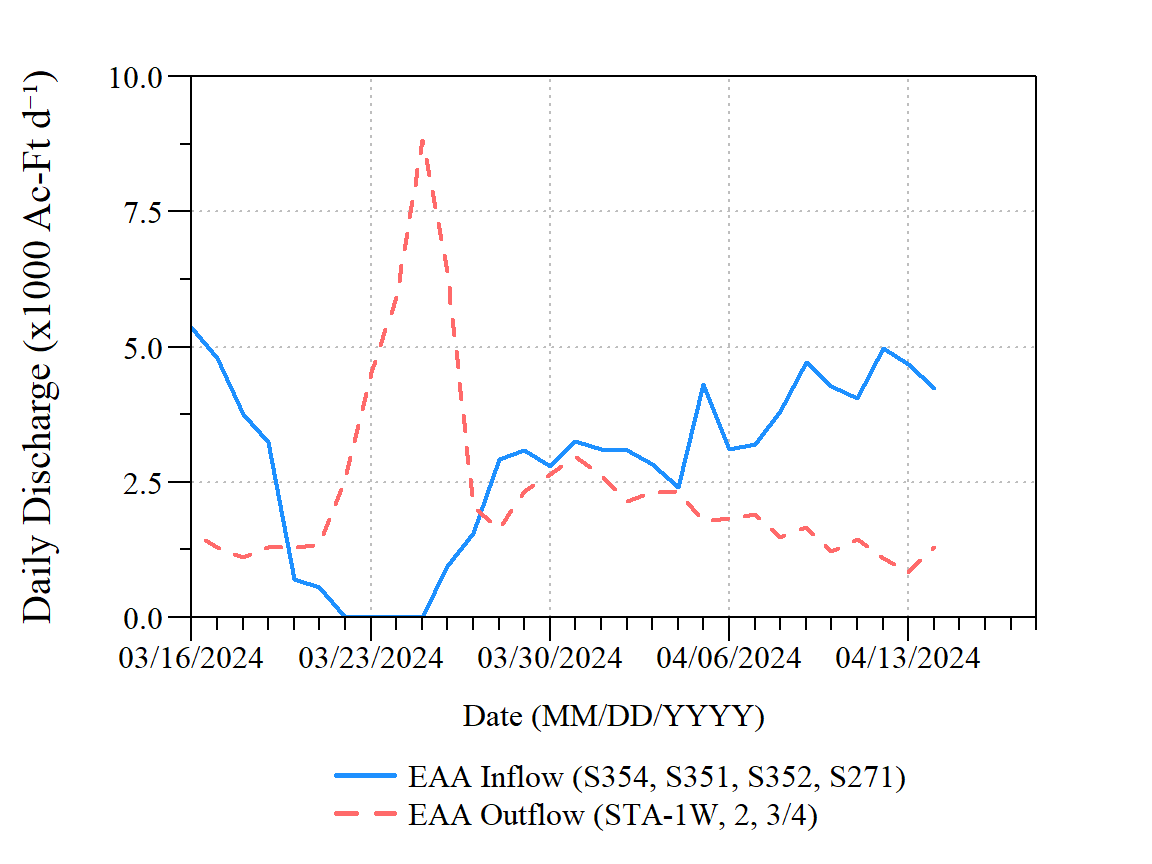 Daily Discharge (x1000 Ac-Ft d⁻¹)
10.0
7.5
5.0
2.5
0.0
03/16/2024 03/23/2024 03/30/2024 04/06/2024 04/13/2024
Date (MM/DD/YYYY)
EAA Inflow (S354, S351, S352, S271)
EAA Outflow (STA-1W, 2, 3/4)